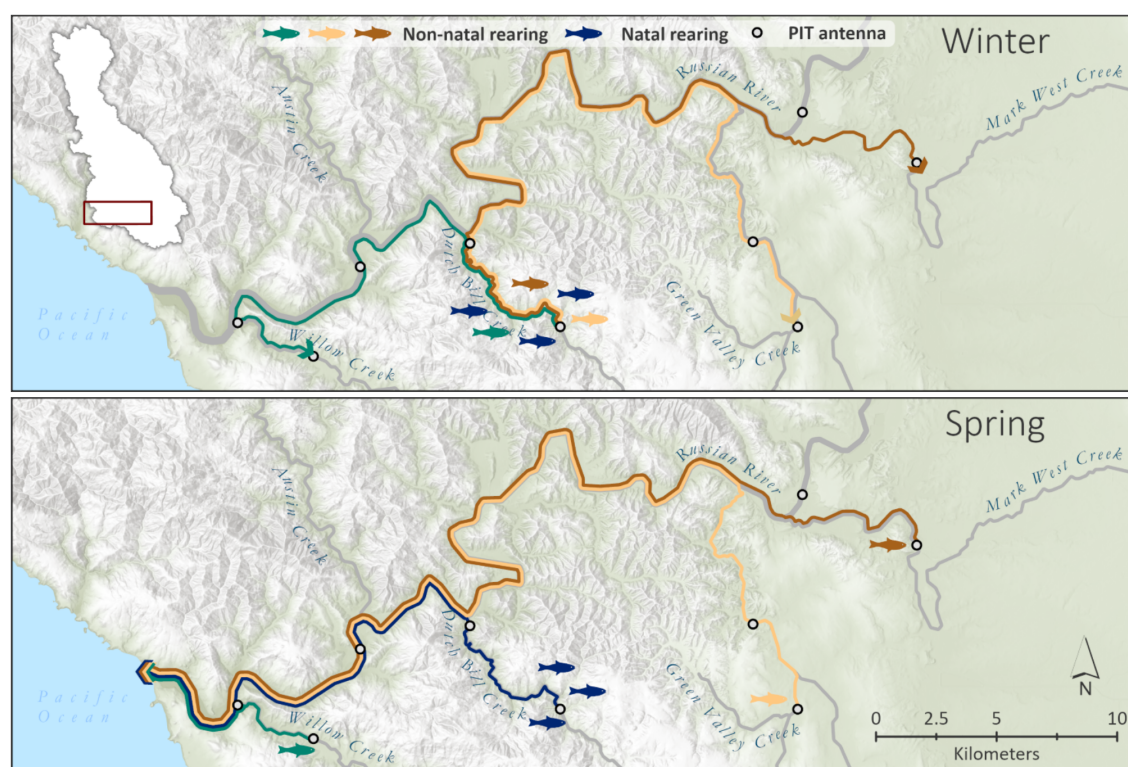 Non-natal rearing
Natal rearing
PIT antenna
Winter
Russian River
Mark West Creek
Austin Creek
Dutch Bill Creek
Green Valley Creek
Willow Creek
Pacific
Ocean
Spring
Russian River
Mark West Creek
Austin Creek
Dutch Bill Creek
Green Valley Creek
Willow Creek
Pacific
Ocean
N
0 2.5 5 10
Kilometers